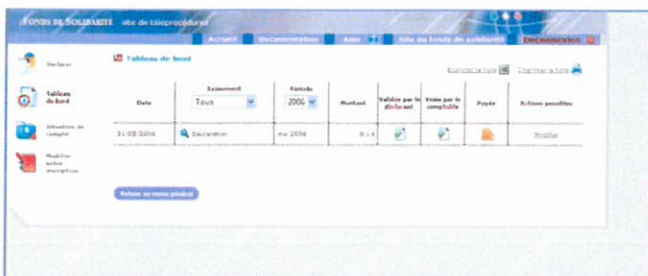 FONDS DE SOLIDARITÉ site de téléprocédures
Accueil Documentation Aide Site du fonds de solidarité Déconnexion
Déclarer
Tableau de bord
Exporter la liste Imprimer la liste
Tableau de bord
Date Evènement Période Montant Validée par le déclarant Visée par le comptable Payée Actions possibles
Tous 2006
31/05/2006 Déclaration mai 2006 Modifier
Situation de compte
Modifier votre inscription
Retour au menu général